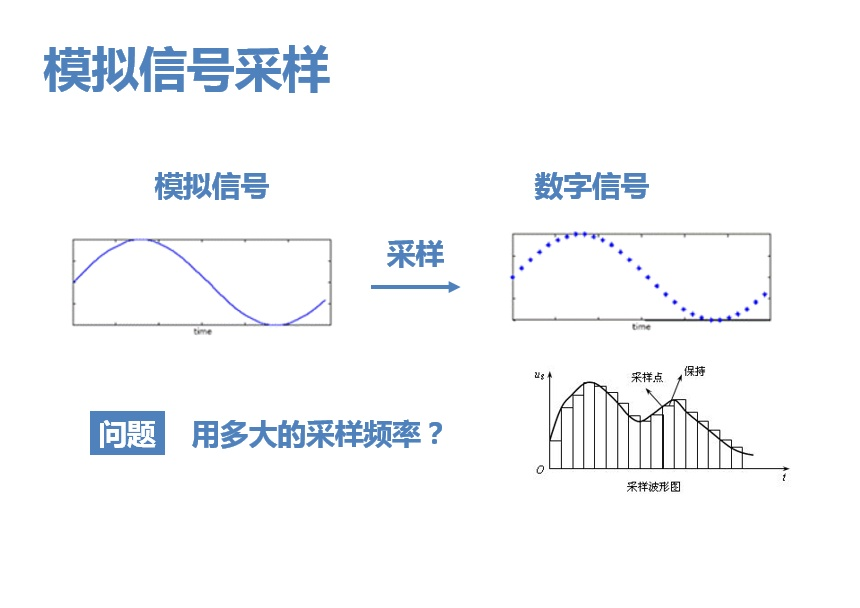 模拟信号采样
模拟信号
数字信号
采样
time
time
问题
用多大的采样频率？
us
采样点
保持
O
t
采样波形图